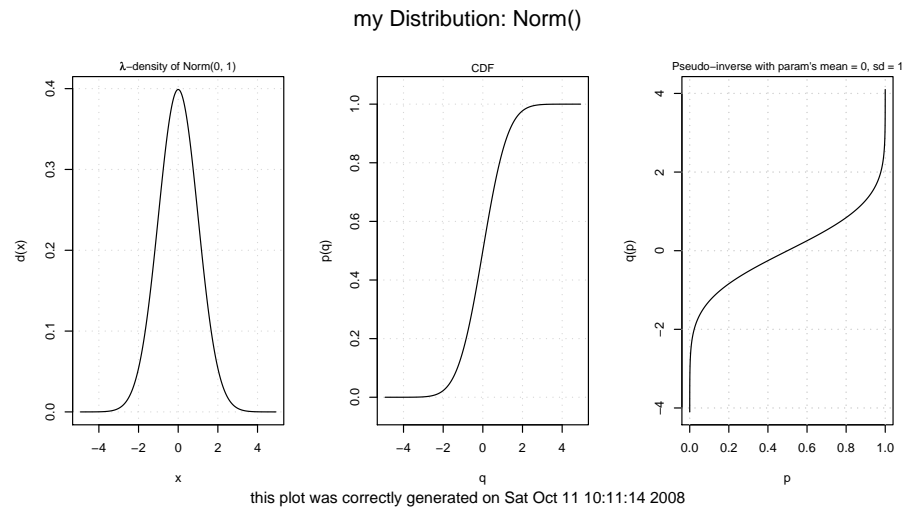 my Distribution: Norm()
λ−density of Norm(0, 1)
CDF
Pseudo−inverse with param's mean = 0, sd = 1
d(x)
0.0 0.1 0.2 0.3 0.4
−4 −2 0 2 4
x
p(q)
0.0 0.2 0.4 0.6 0.8 1.0
−4 −2 0 2 4
q
q(p)
−4 −2 0 2 4
0.0 0.2 0.4 0.6 0.8 1.0
p
this plot was correctly generated on Sat Oct 11 10:11:14 2008